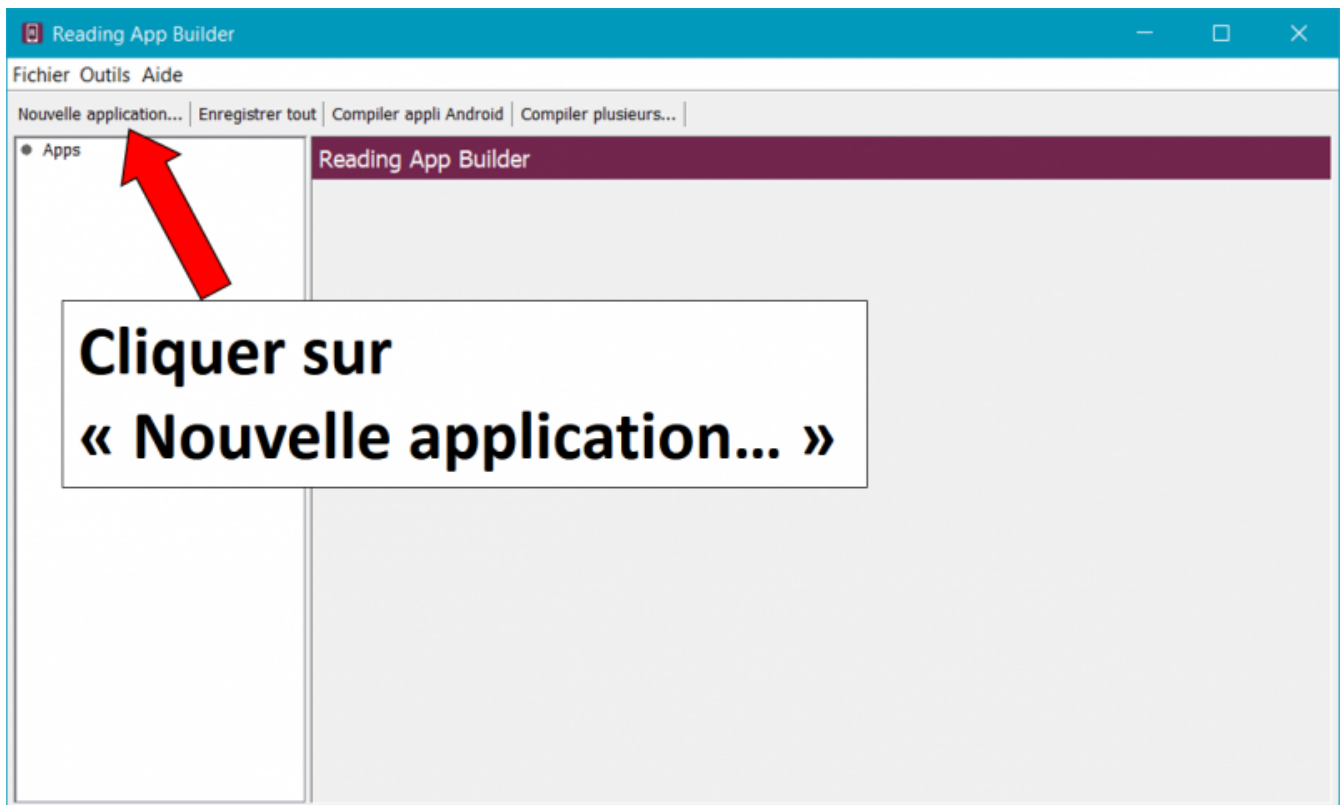 Reading App Builder
Fichier Outils Aide
Nouvelle application... Enregistrer tout Compiler appli Android Compiler plusieurs...
Apps
Reading App Builder
Cliquer sur
« Nouvelle application... »